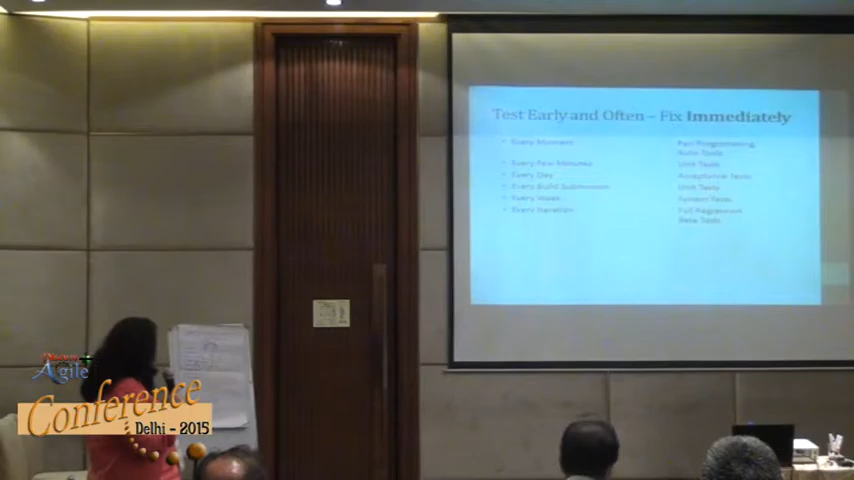 Test Early and Often – Fix Immediately
• Every Moment
Pair Programming,
Auto Tools
• Every Few Minutes
Unit Tests
• Every Day
Acceptance Tests
• Every Build Submission
Unit Tests
• Every Week
System Tests
• Every Iteration
Full Regression
Beta Tests
Agile
Conference
Delhi - 2015